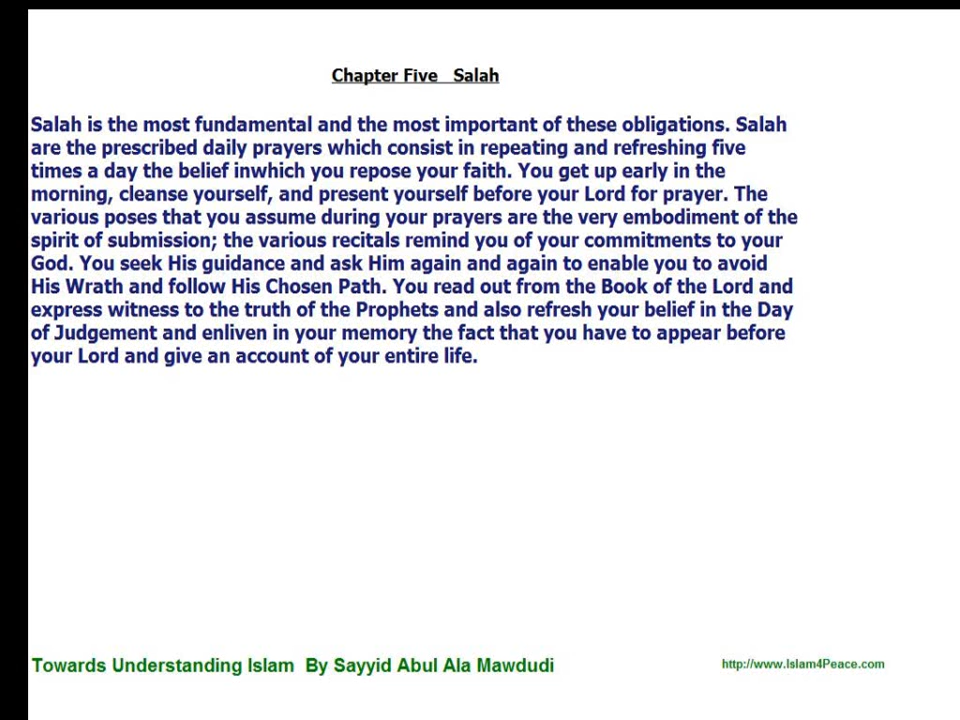 Chapter Five   Salah
Salah is the most fundamental and the most important of these obligations. Salah
are the prescribed daily prayers which consist in repeating and refreshing five
times a day the belief inwhich you repose your faith. You get up early in the
morning, cleanse yourself, and present yourself before your Lord for prayer. The
various poses that you assume during your prayers are the very embodiment of the
spirit of submission; the various recitals remind you of your commitments to your
God. You seek His guidance and ask Him again and again to enable you to avoid
His Wrath and follow His Chosen Path. You read out from the Book of the Lord and
express witness to the truth of the Prophets and also refresh your belief in the Day
of Judgement and enliven in your memory the fact that you have to appear before
your Lord and give an account of your entire life.
Towards Understanding Islam  By Sayyid Abul Ala Mawdudi
http://www.Islam4Peace.com